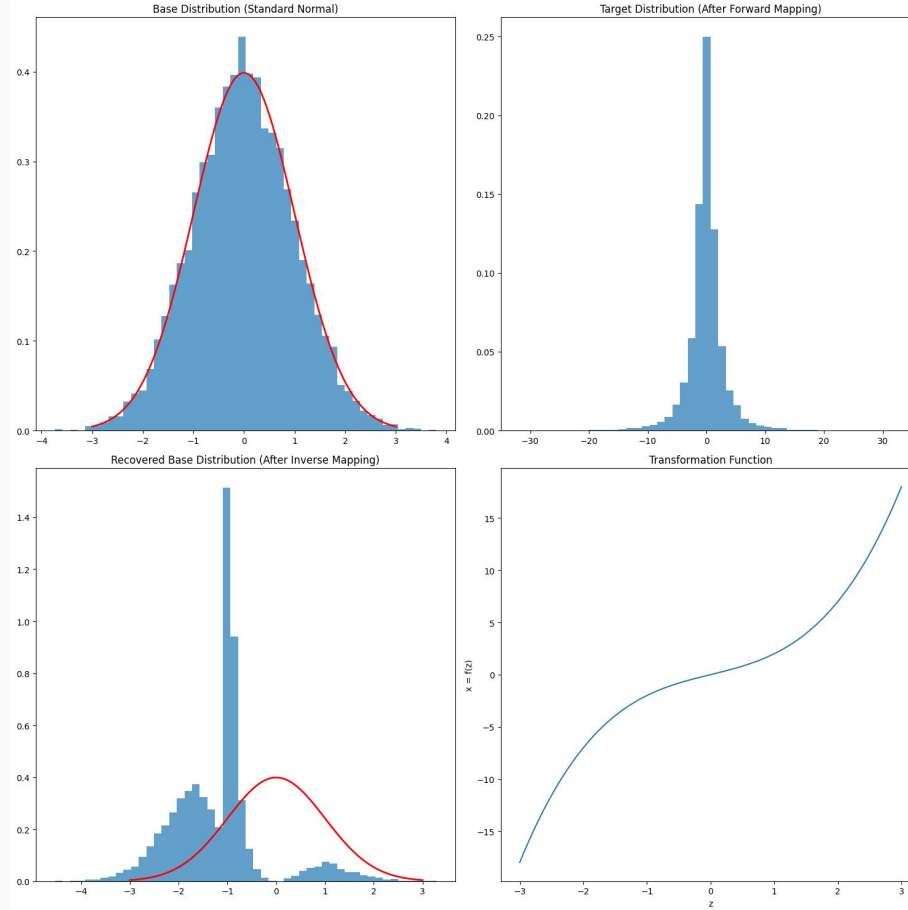 Base Distribution (Standard Normal)
0.4
0.3
0.2
0.1
0.0
−4 −3 −2 −1 0 1 2 3 4
Target Distribution (After Forward Mapping)
0.25
0.20
0.15
0.10
0.05
0.00
−30 −20 −10 0 10 20 30
Recovered Base Distribution (After Inverse Mapping)
1.4
1.2
1.0
0.8
0.6
0.4
0.2
0.0
−4 −3 −2 −1 0 1 2 3
Transformation Function
x = f(z)
15
10
5
0
−5
−10
−15
−3 −2 −1 0 1 2 3
z